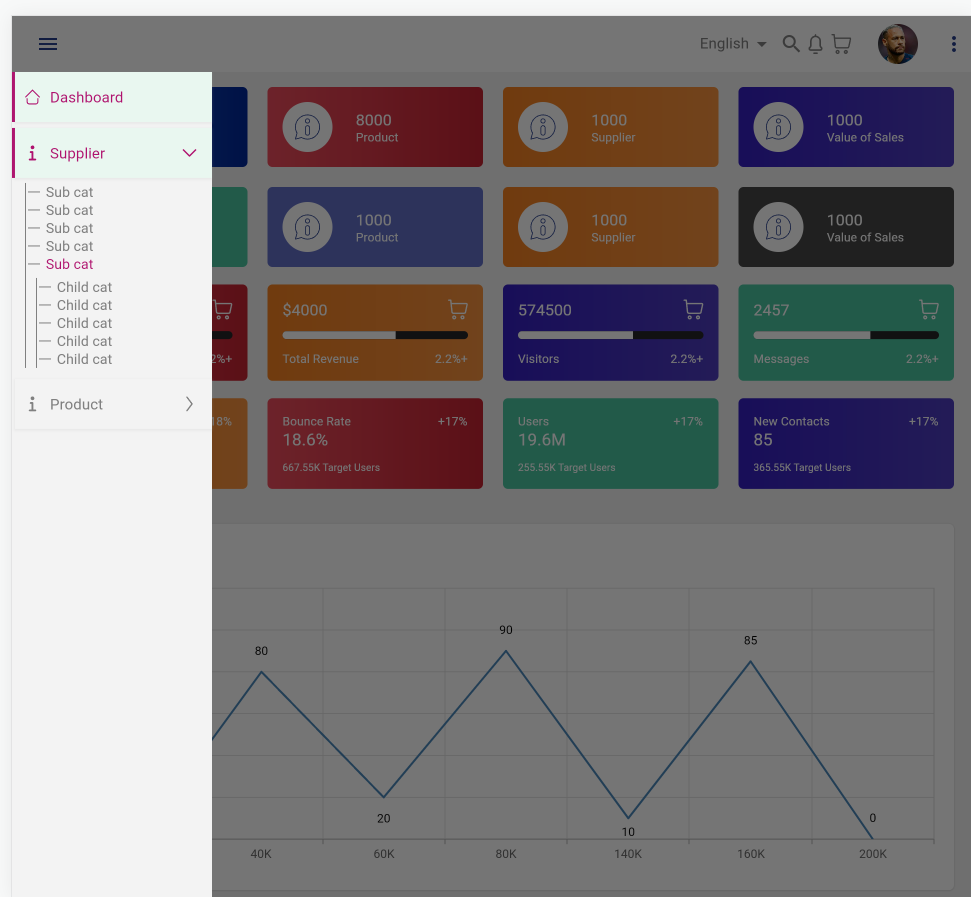 English
Dashboard
Supplier
Sub cat
Sub cat
Sub cat
Sub cat
Sub cat
Child cat
Child cat
Child cat
Child cat
Child cat
Product
8000
Product
1000
Supplier
1000
Value of Sales
1000
Product
1000
Supplier
1000
Value of Sales
2%+
$4000
Total Revenue 2.2%+
574500
Visitors 2.2%+
2457
Messages 2.2%+
18%
Bounce Rate +17%
18.6%
667.55K Target Users
Users +17%
19.6M
255.55K Target Users
New Contacts +17%
85
365.55K Target Users
90
85
80
20
0
10
40K 60K 80K 140K 160K 200K